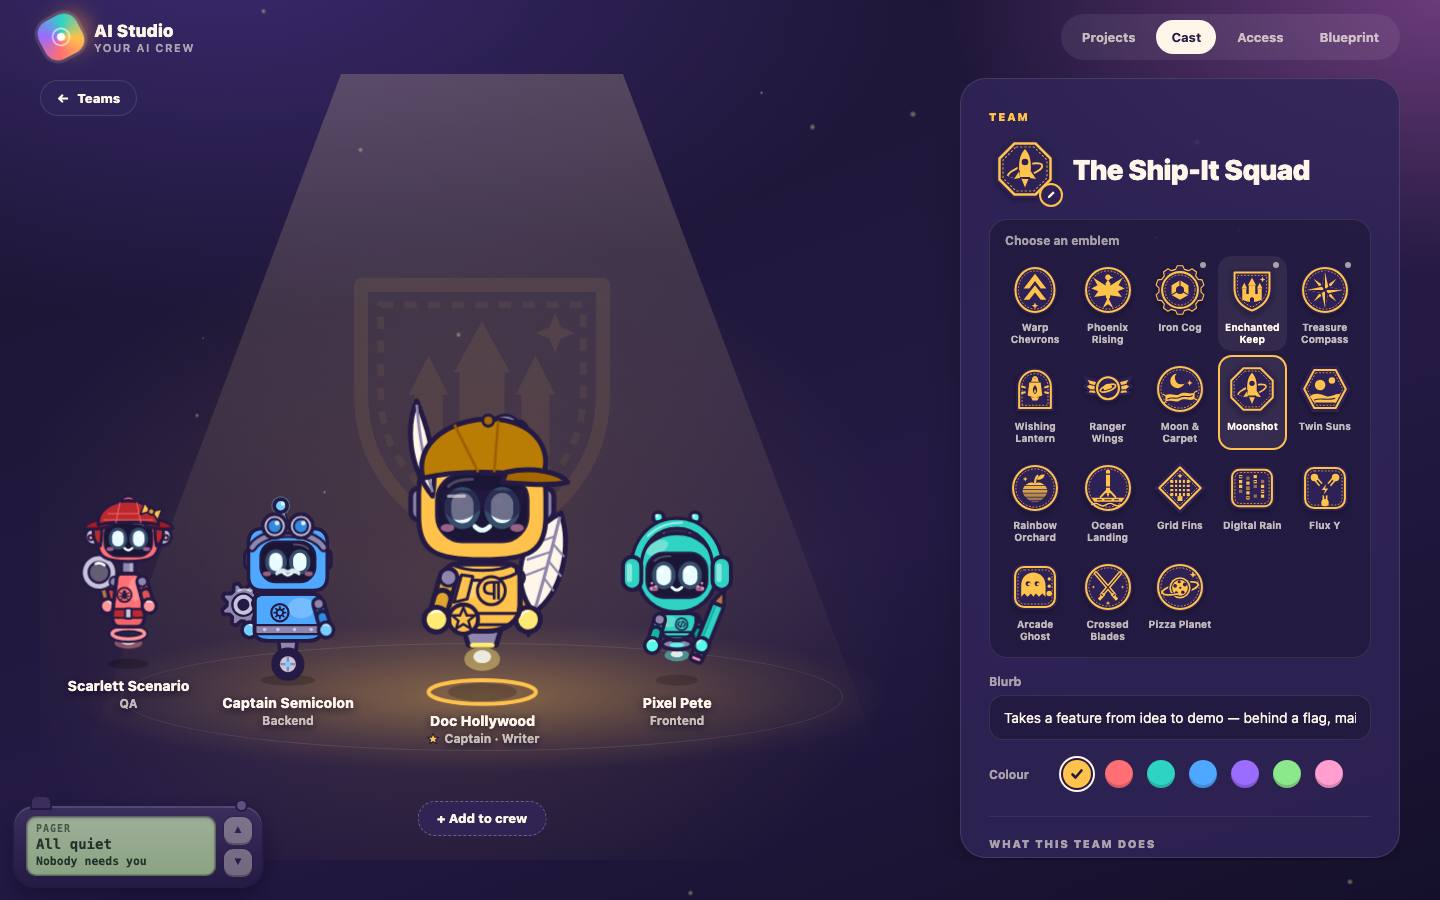 AI Studio
YOUR AI CREW
Projects
Cast
Access
Blueprint
← Teams
TEAM
The Ship-It Squad
Choose an emblem
Warp Chevrons
Phoenix Rising
Iron Cog
Enchanted Keep
Treasure Compass
Wishing Lantern
Ranger Wings
Moon & Carpet
Moonshot
Twin Suns
Rainbow Orchard
Ocean Landing
Grid Fins
Digital Rain
Flux Y
Arcade Ghost
Crossed Blades
Pizza Planet
Blurb
Takes a feature from idea to demo — behind a flag, mai
Colour
WHAT THIS TEAM DOES
Scarlett Scenario
QA
Captain Semicolon
Backend
Doc Hollywood
Captain · Writer
Pixel Pete
Frontend
+ Add to crew
PAGER
All quiet
Nobody needs you